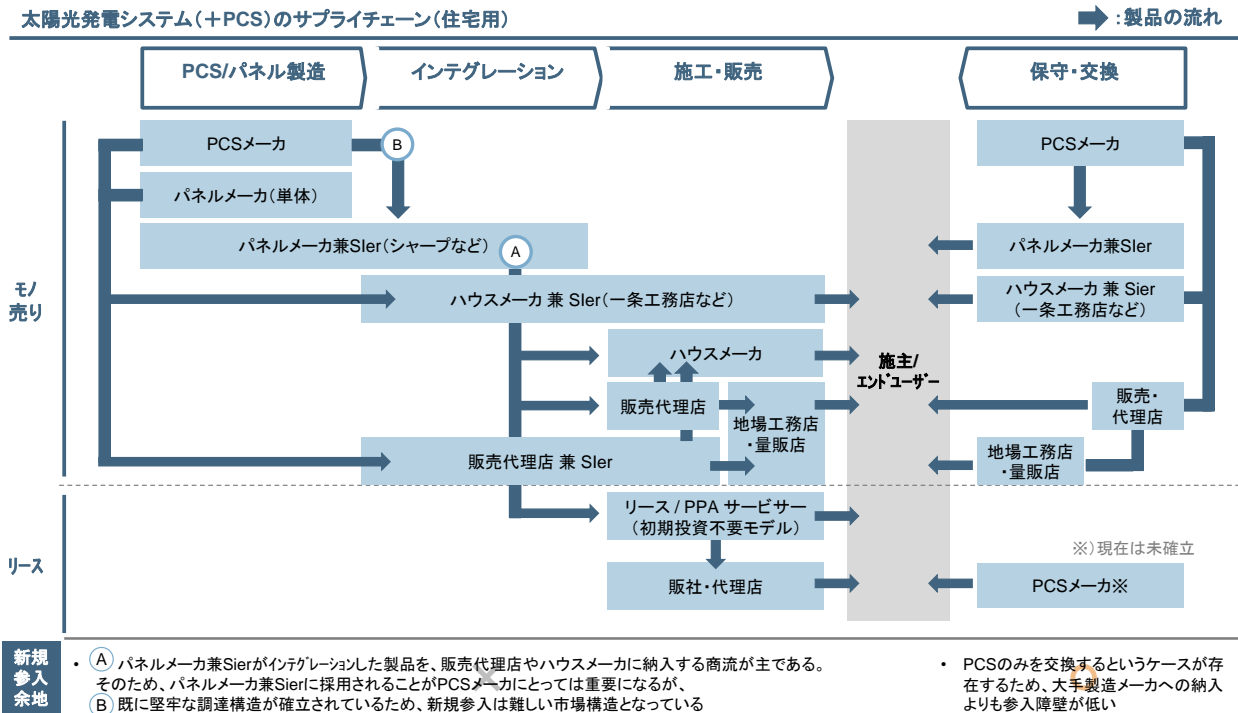 太陽光発電システム(+PCS)のサプライチェーン(住宅用)
:製品の流れ
PCS/パネル製造
インテグレーション
施工・販売
保守・交換
モノ
売り
PCSメーカ
B
パネルメーカ(単体)
パネルメーカ兼SIer(シャープなど)
A
ハウスメーカ 兼 SIer(一条工務店など)
ハウスメーカ
販売代理店
地場工務店
・量販店
販売代理店 兼 SIer
施主/
エンドユーザー
PCSメーカ
パネルメーカ兼SIer
ハウスメーカ 兼 Sier
(一条工務店など)
販売・
代理店
地場工務店
・量販店
リース
リース / PPA サービサー
(初期投資不要モデル)
販社・代理店
※)現在は未確立
PCSメーカ※
新規
参入
余地
• A パネルメーカ兼Sierがインテグレーションした製品を、販売代理店やハウスメーカに納入する商流が主である。
そのため、パネルメーカ兼Sierに採用されることがPCSメーカにとっては重要になるが、
B 既に堅牢な調達構造が確立されているため、新規参入は難しい市場構造となっている
• PCSのみを交換するというケースが存
在するため、大手製造メーカへの納入
よりも参入障壁が低い